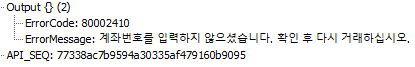 Output {} (2)
ErrorCode: 80002410
ErrorMessage: 계좌번호를 입력하지 않으셨습니다. 확인 후 다시 거래하십시오.
API_SEQ: 77338ac7b9594a30335af479160b9095